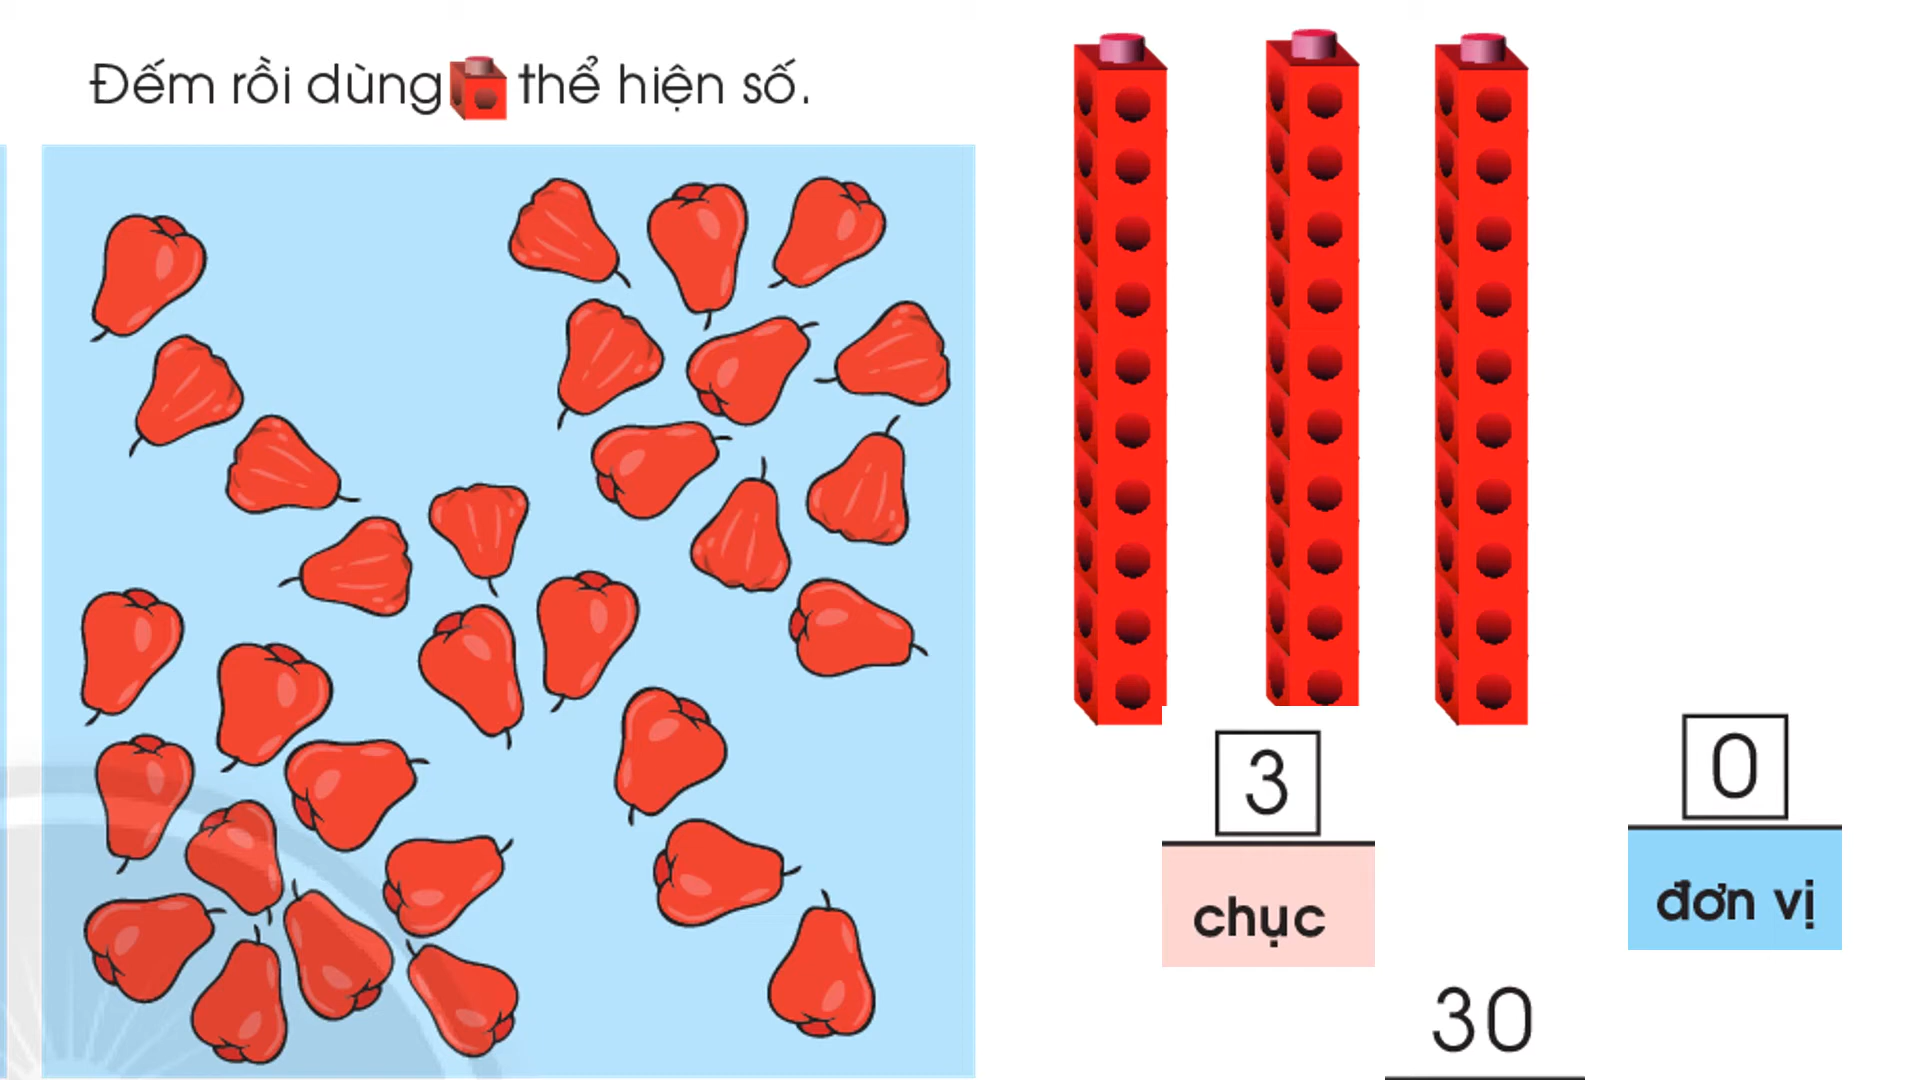 Đếm rồi dùng thể hiện số.
3
0
chục
đơn vị
30